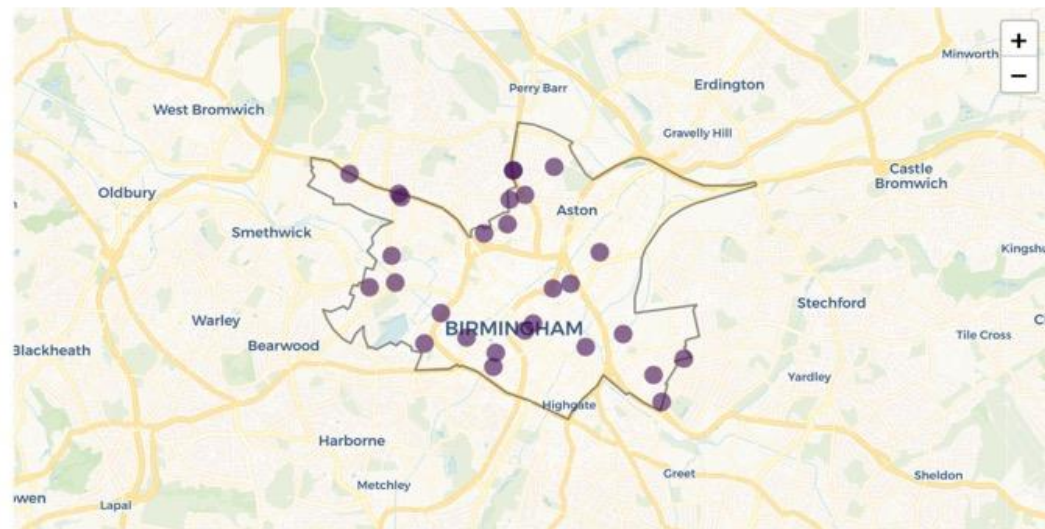 +
Minworth
−
Erdington
Perry Barr
West Bromwich
Gravelly Hill
Castle
Bromwich
Oldbury
Aston
Smethwick
Stechford
Warley
BIRMINGHAM
Tile Cross
Blackheath
Bearwood
Yardley
Highgate
Harborne
Greet
Sheldon
Metchley
Lapal